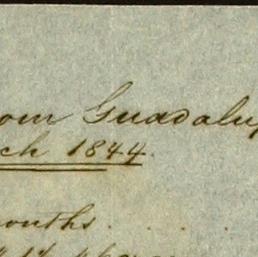 om Guadalup
ch 1844.
onths. . . .